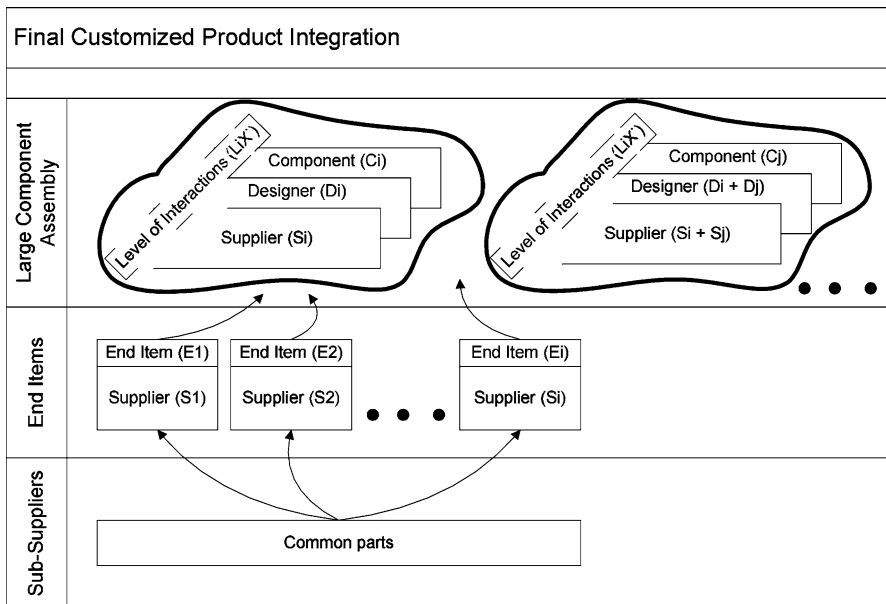 Final Customized Product Integration
Large Component
Assembly
Level of Interactions (LiX`)
Component (Ci)
Designer (Di)
Supplier (Si)
Level of Interactions (LiX`)
Component (Cj)
Designer (Di + Dj)
Supplier (Si + Sj)
End Items
End Item (E1)
Supplier (S1)
End Item (E2)
Supplier (S2)
End Item (Ei)
Supplier (Si)
Sub-Suppliers
Common parts